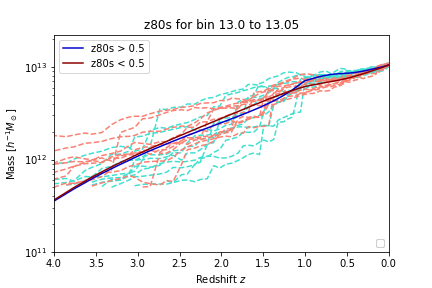 z80s for bin 13.0 to 13.05
z80s > 0.5
z80s < 0.5
10¹³
10¹²
10¹¹
Mass [h⁻¹M⊙]
4.0 3.5 3.0 2.5 2.0 1.5 1.0 0.5 0.0
Redshift z